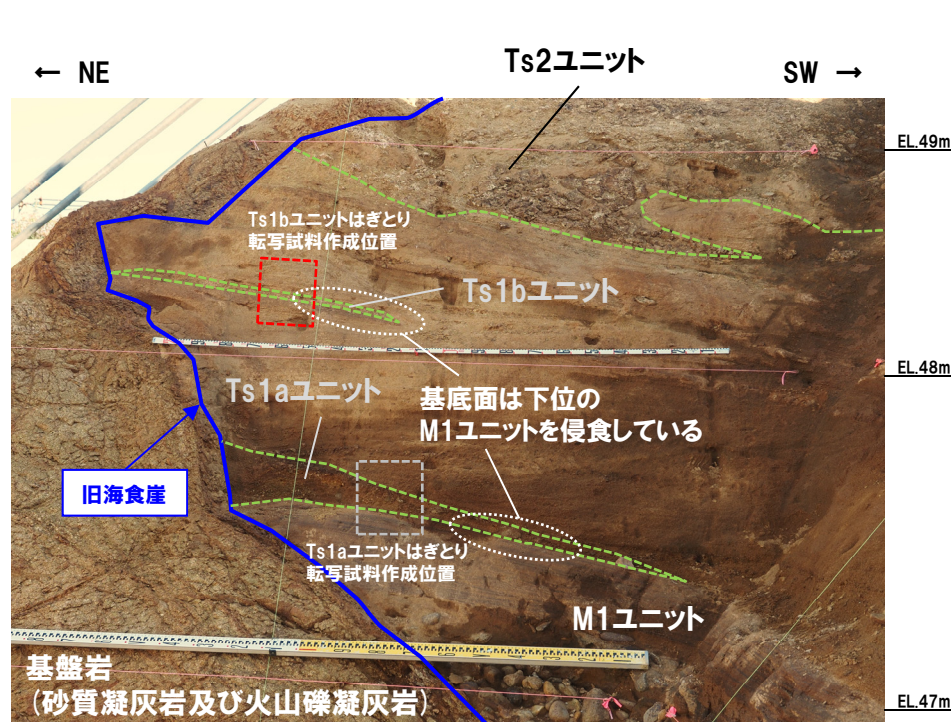 ← NE
Ts2ユニット
SW →
EL.49m
Ts1bユニットはぎとり
転写試料作成位置
Ts1bユニット
EL.48m
Ts1aユニット
基底面は下位の
M1ユニットを侵食している
旧海食崖
Ts1aユニットはぎとり
転写試料作成位置
M1ユニット
基盤岩
(砂質凝灰岩及び火山礫凝灰岩)
EL.47m